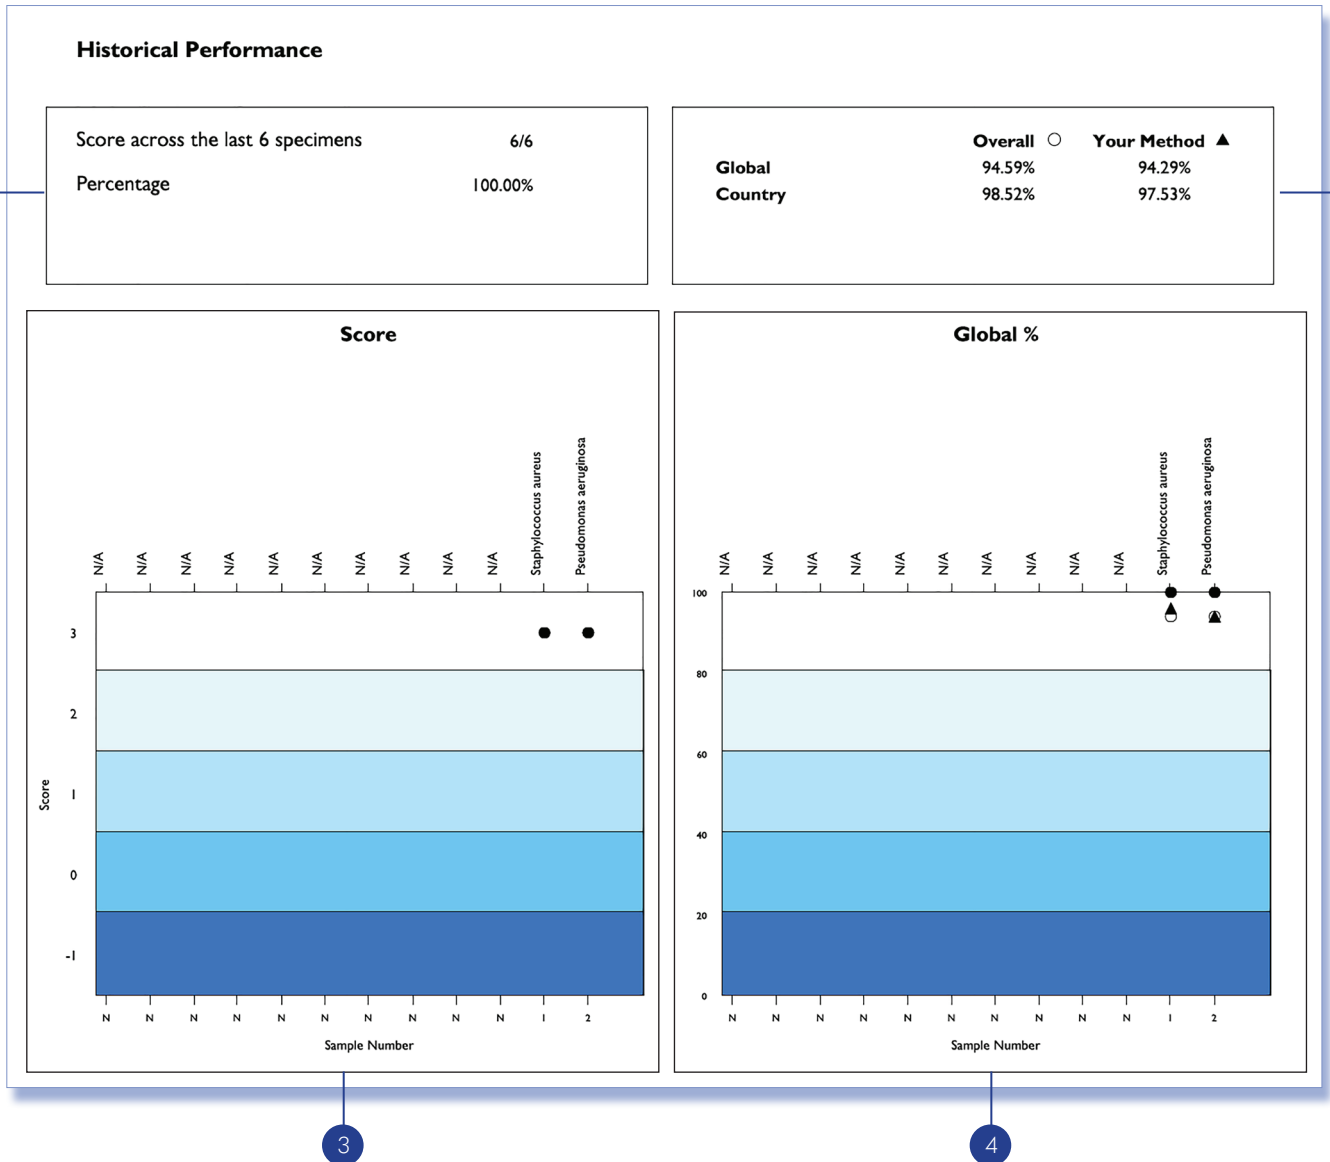 Historical Performance
Score across the last 6 specimens 6/6
Percentage 100.00%
Overall Your Method
Global 94.59% 94.29%
Country 98.52% 97.53%
Score
N/A N/A N/A N/A N/A N/A N/A N/A N/A N/A Staphylococcus aureus Pseudomonas aeruginosa
3
2
1
0
-1
Score
N N N N N N N N N N 1 2
Sample Number
3
Global %
N/A N/A N/A N/A N/A N/A N/A N/A N/A N/A Staphylococcus aureus Pseudomonas aeruginosa
100
80
60
40
20
0
N N N N N N N N N N 1 2
Sample Number
4